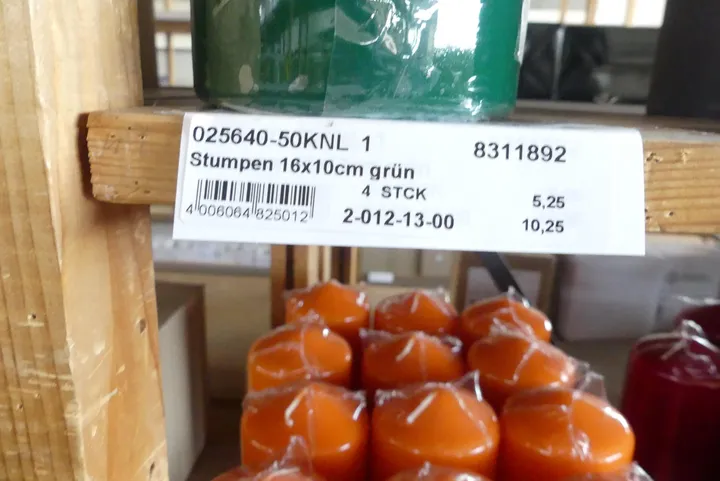 025640-50KNL 1 8311892
Stumpen 16x10cm grün
4 STCK 5,25
4 006064 825012 2-012-13-00 10,25